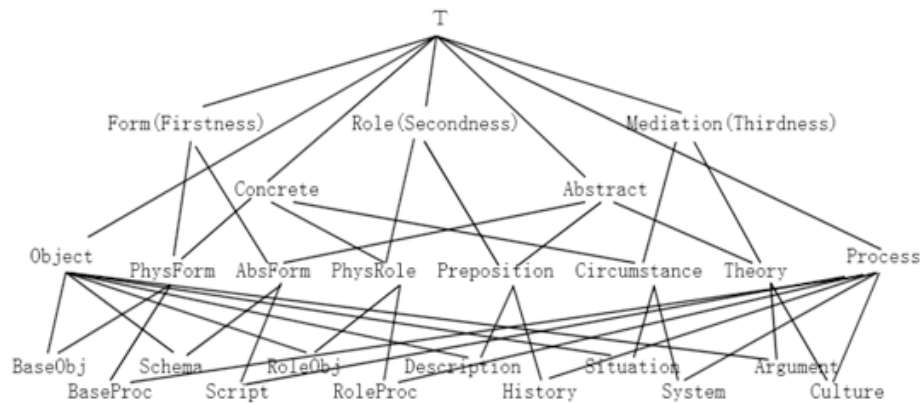 T
Form(Firstness) Role(Secondness) Mediation(Thirdness)
Concrete Abstract
Object Process
PhysForm AbsForm PhysRole Preposition Circumstance Theory
BaseObj Schema RoleObj Description Situation Argument
BaseProc Script RoleProc History System Culture